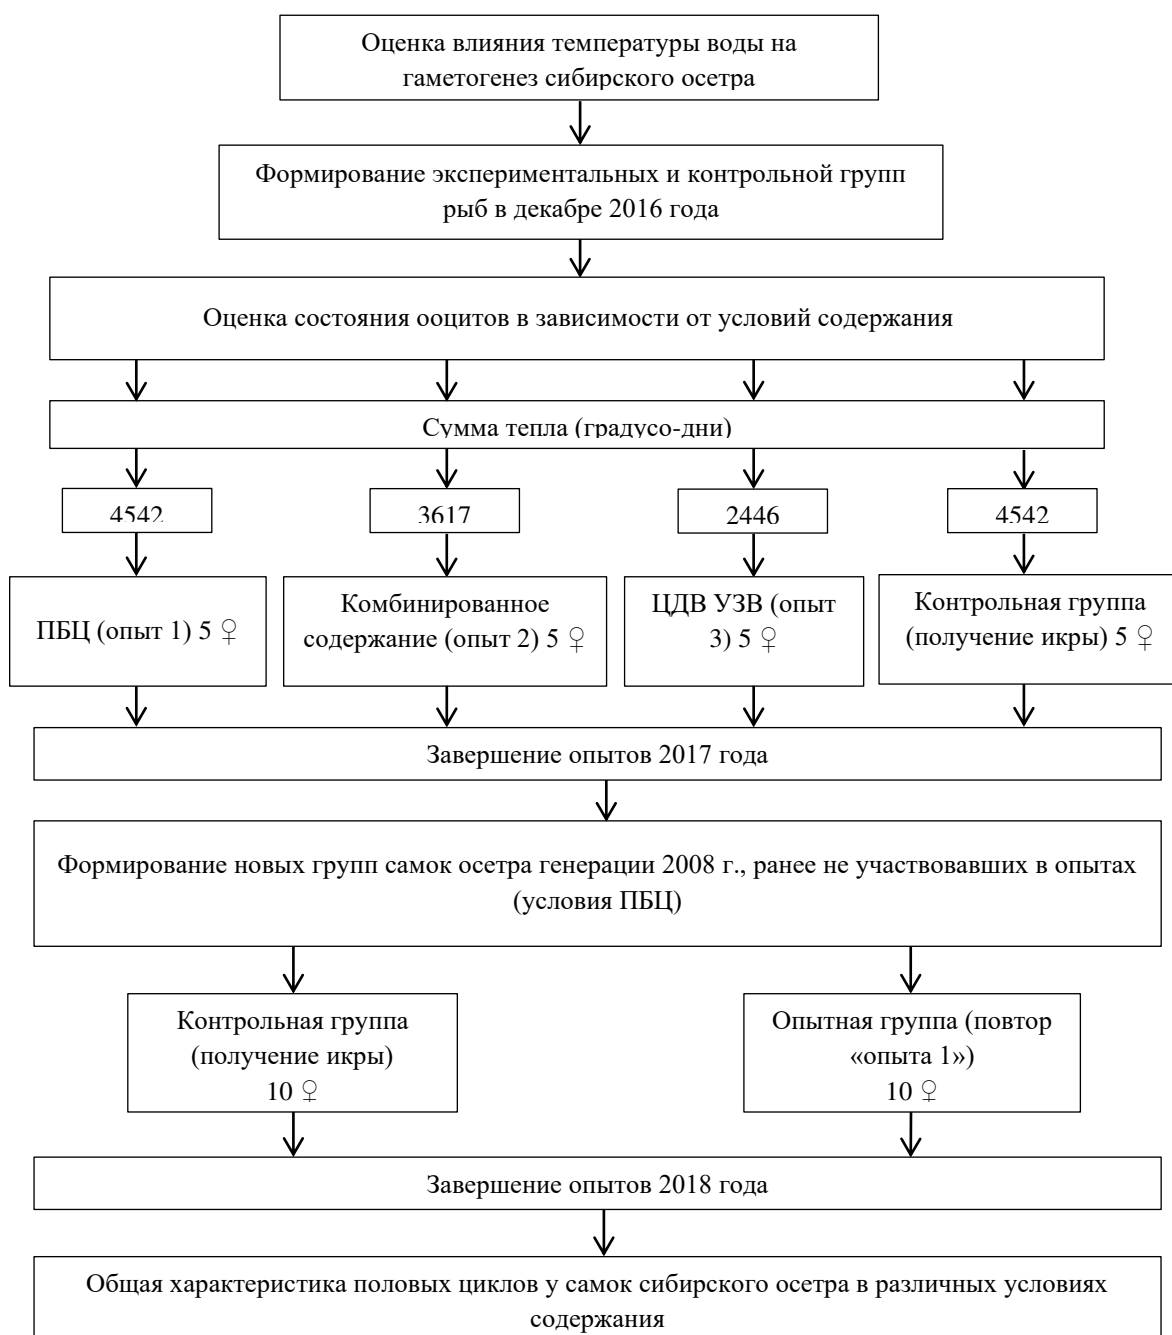 Оценка влияния температуры воды на
гаметогенез сибирского осетра
Формирование экспериментальных и контрольной групп
рыб в декабре 2016 года
Оценка состояния ооцитов в зависимости от условий содержания
Сумма тепла (градусо-дни)
4542
3617
2446
4542
ПБЦ (опыт 1) 5 ♀
Комбинированное
содержание (опыт 2) 5 ♀
ЦДВ УЗВ (опыт
3) 5 ♀
Контрольная группа
(получение икры) 5 ♀
Завершение опытов 2017 года
Формирование новых групп самок осетра генерации 2008 г., ранее не участвовавших в опытах
(условия ПБЦ)
Контрольная группа
(получение икры)
10 ♀
Опытная группа (повтор
«опыта 1»)
10 ♀
Завершение опытов 2018 года
Общая характеристика половых циклов у самок сибирского осетра в различных условиях
содержания